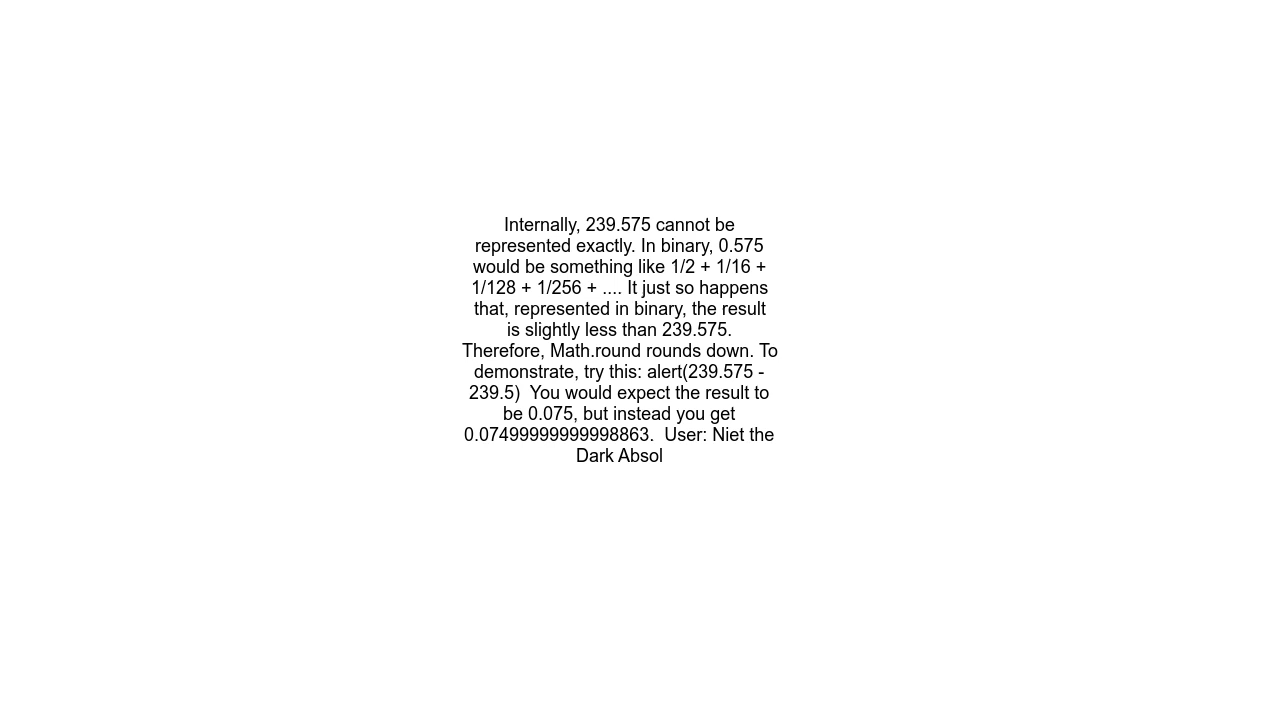 Internally, 239.575 cannot be
represented exactly. In binary, 0.575
would be something like 1/2 + 1/16 +
1/128 + 1/256 + .... It just so happens
that, represented in binary, the result
is slightly less than 239.575.
Therefore, Math.round rounds down. To
demonstrate, try this: alert(239.575 -
239.5)  You would expect the result to
be 0.075, but instead you get
0.07499999999998863.  User: Niet the
Dark Absol